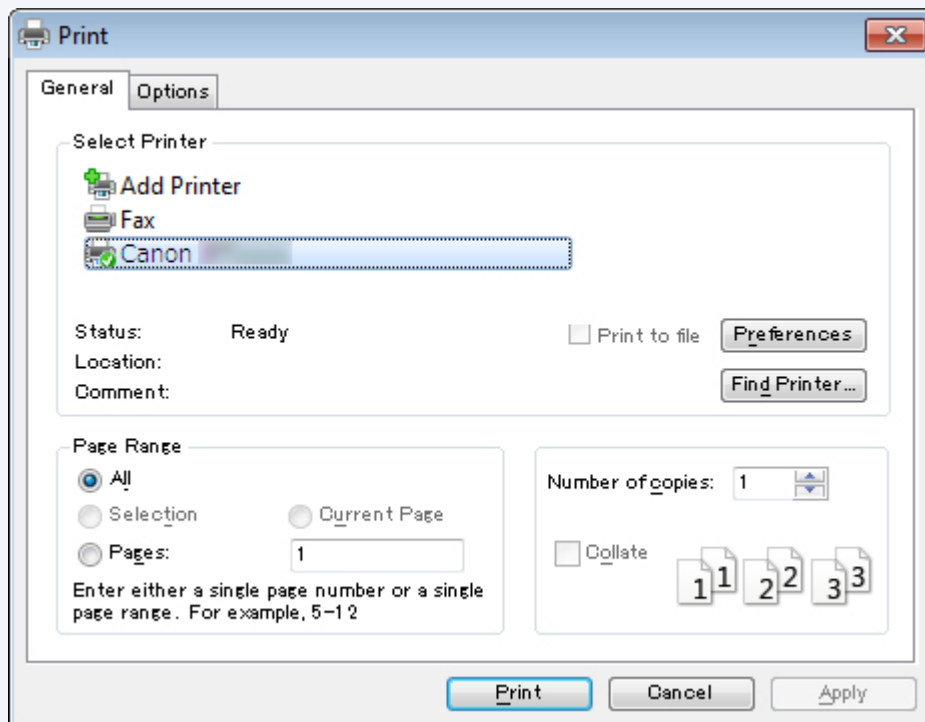 Print
General
Options
Select Printer
Add Printer
Fax
Canon
Status: Ready
Location:
Comment:
Print to file
Preferences
Find Printer...
Page Range
All
Selection
Current Page
Pages: 1
Enter either a single page number or a single
page range. For example, 5-12
Number of copies: 1
Collate
1 1 2 2 3 3
Print
Cancel
Apply